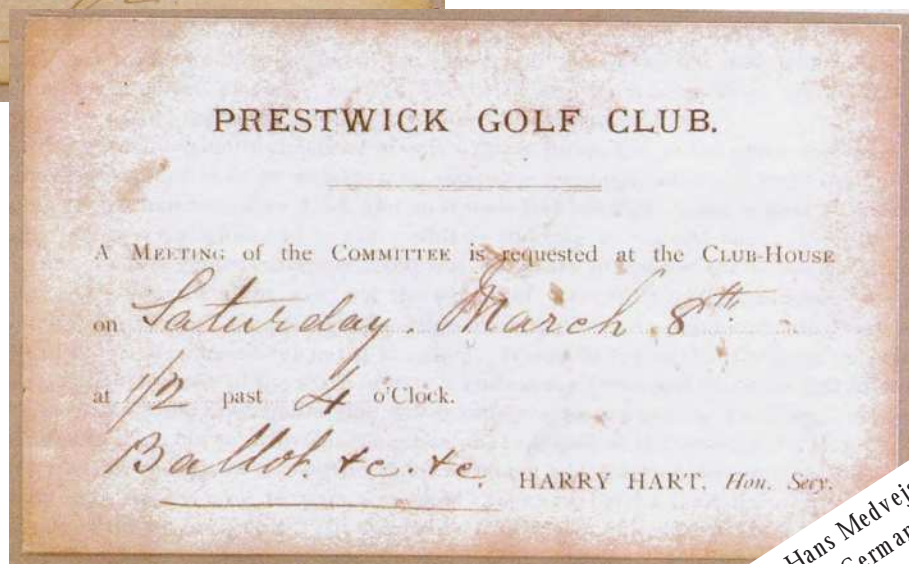 PRESTWICK GOLF CLUB.
A MEETING of the COMMITTEE is requested at the CLUB-HOUSE
on Saturday. March 8th.
at 1/2 past 4 o'Clock.
Ballot. &c. &c.
HARRY HART, Hon. Secy.
Hans Medvej